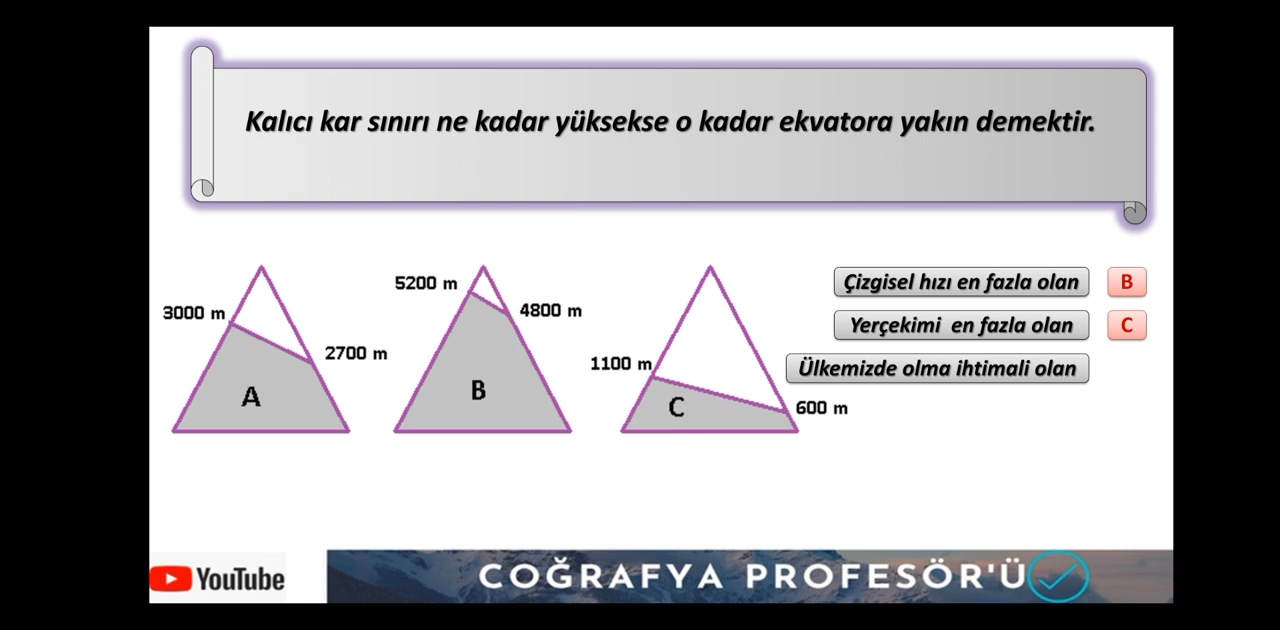 Kalıcı kar sınırı ne kadar yüksekse o kadar ekvatora yakın demektir.
3000 m
2700 m
A
5200 m
4800 m
B
1100 m
600 m
C
Çizgisel hızı en fazla olan
B
Yerçekimi en fazla olan
C
Ülkemizde olma ihtimali olan
YouTube
COĞRAFYA PROFESÖR'Ü